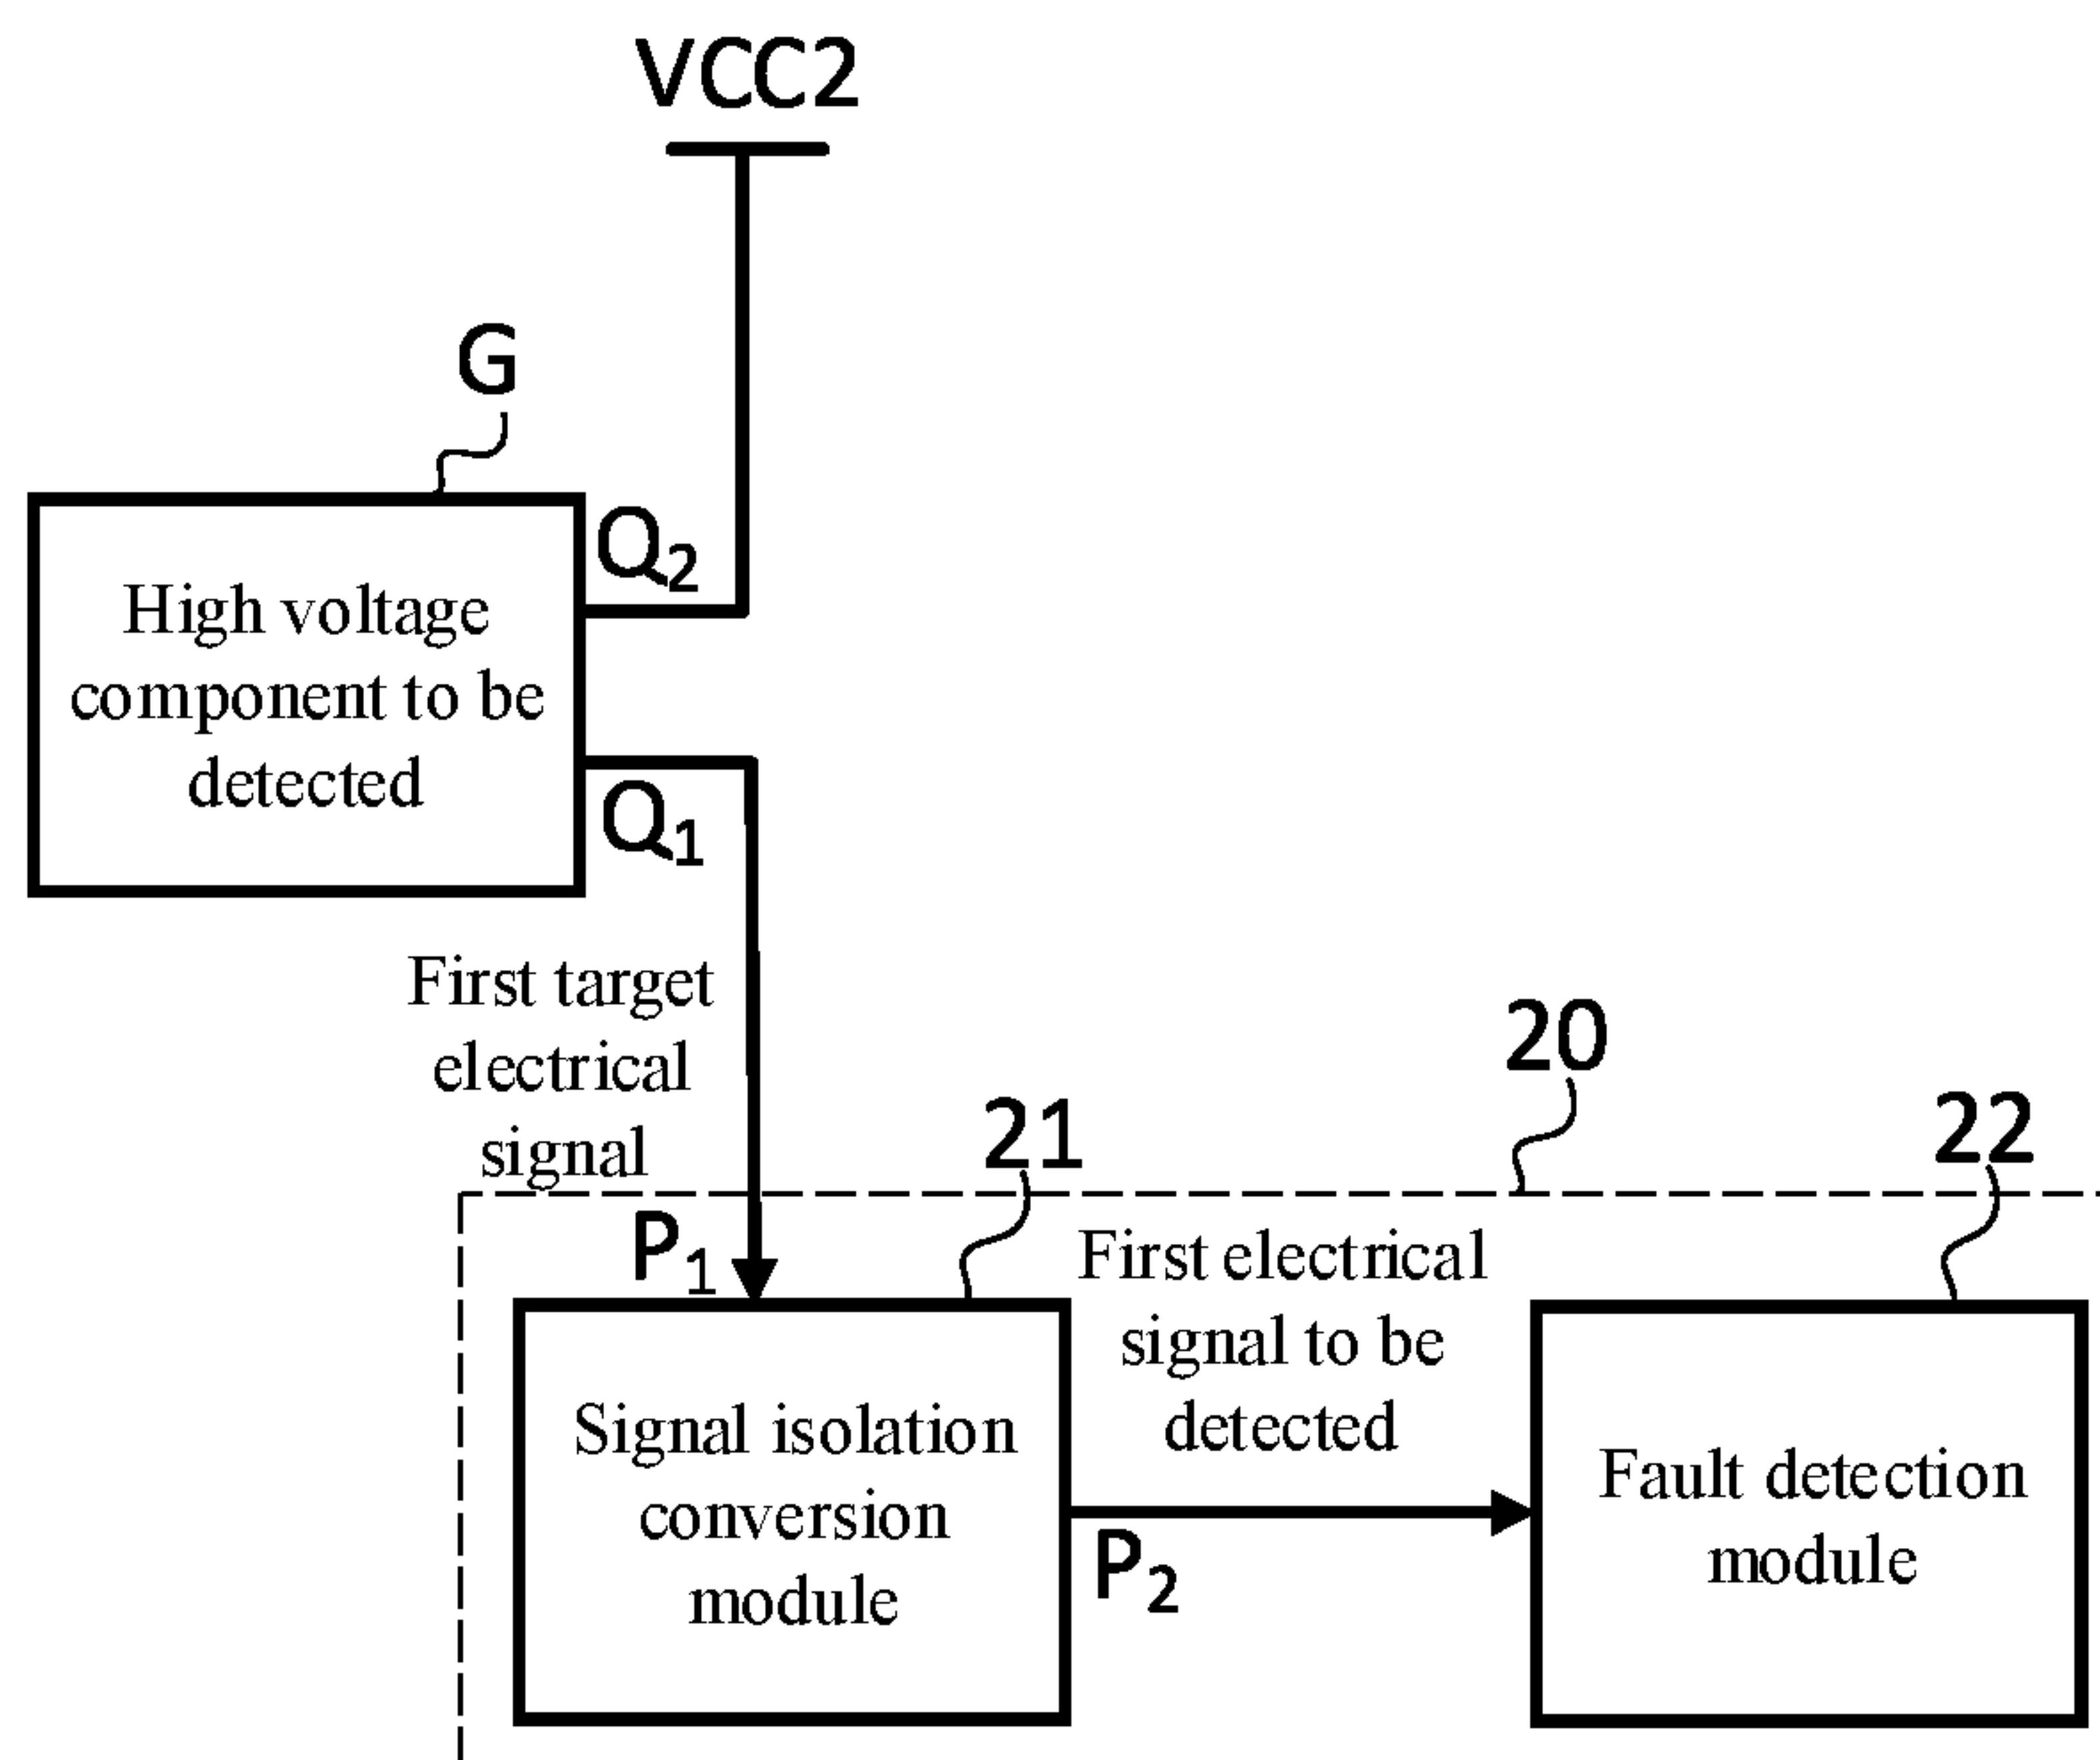 VCC2
G
Q2
High voltage
component to be
detected
Q1
First target
electrical
signal
20
21
22
P1
First electrical
signal to be
detected
Signal isolation
conversion
module
P2
Fault detection
module